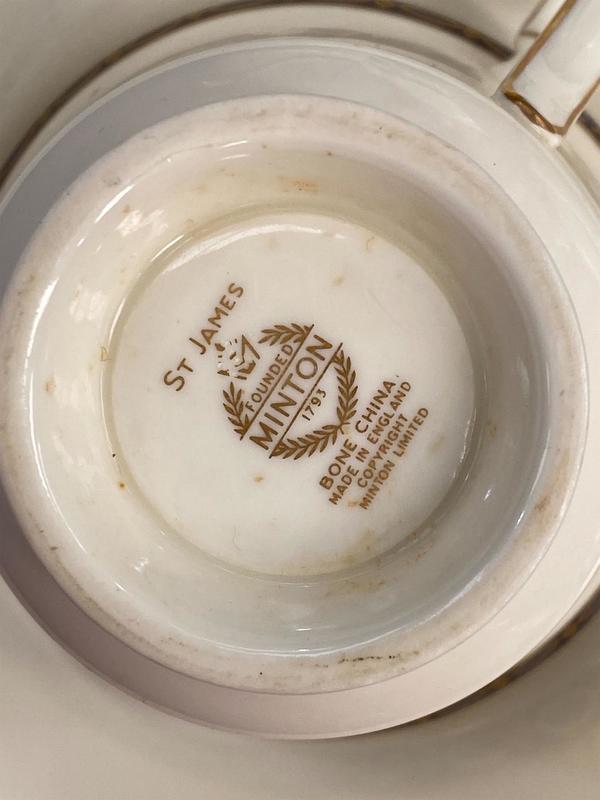 St James
FOUNDED
MINTON
1793
BONE CHINA
MADE IN ENGLAND
COPYRIGHT
MINTON LIMITED